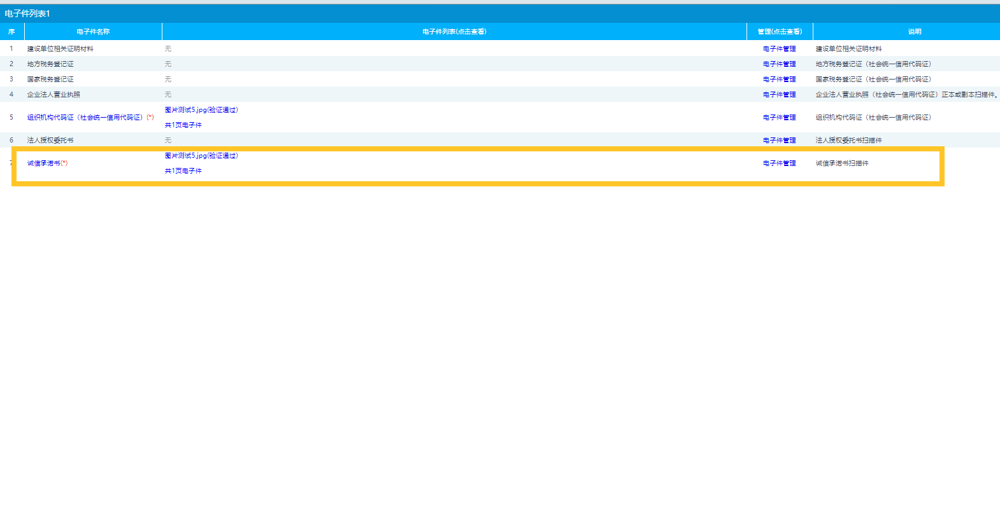 电子件列表1
序 电子件名称 电子件列表(点击查看) 管理(点击查看) 说明
1 建设单位相关证明材料 无 电子件管理 建设单位相关证明材料
2 地方税务登记证 无 电子件管理 地方税务登记证（社会统一信用代码证）
3 国家税务登记证 无 电子件管理 国家税务登记证（社会统一信用代码证）
4 企业法人营业执照 无 电子件管理 企业法人营业执照（社会统一信用代码证）正本或副本扫描件。
图片测试5.jpg(验证通过)
5 组织机构代码证（社会统一信用代码证）(*) 电子件管理 组织机构代码证（社会统一信用代码证）
共1页电子件
6 法人授权委托书 无 电子件管理 法人授权委托书扫描件
图片测试5.jpg(验证通过)
7 诚信承诺书(*) 电子件管理 诚信承诺书扫描件
共1页电子件